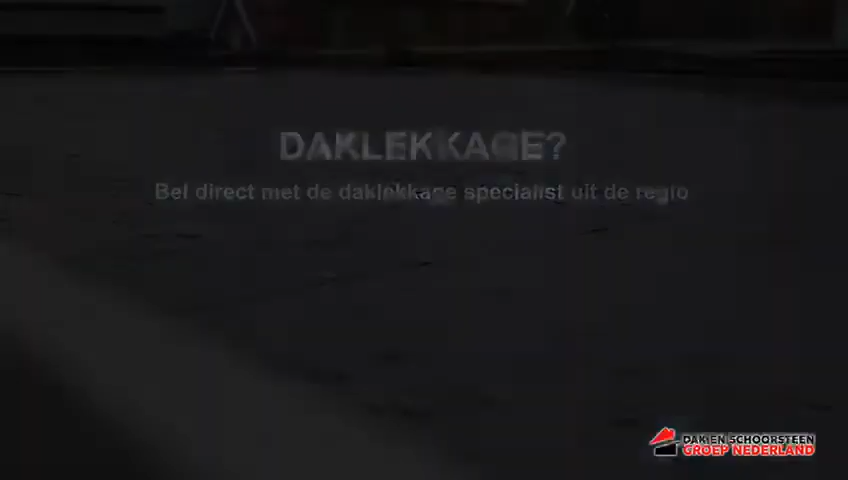 DAKLEKKAGE?
Bel direct met de daklekkage specialist uit de regio
DAK EN SCHOORSTEEN
GROEP NEDERLAND